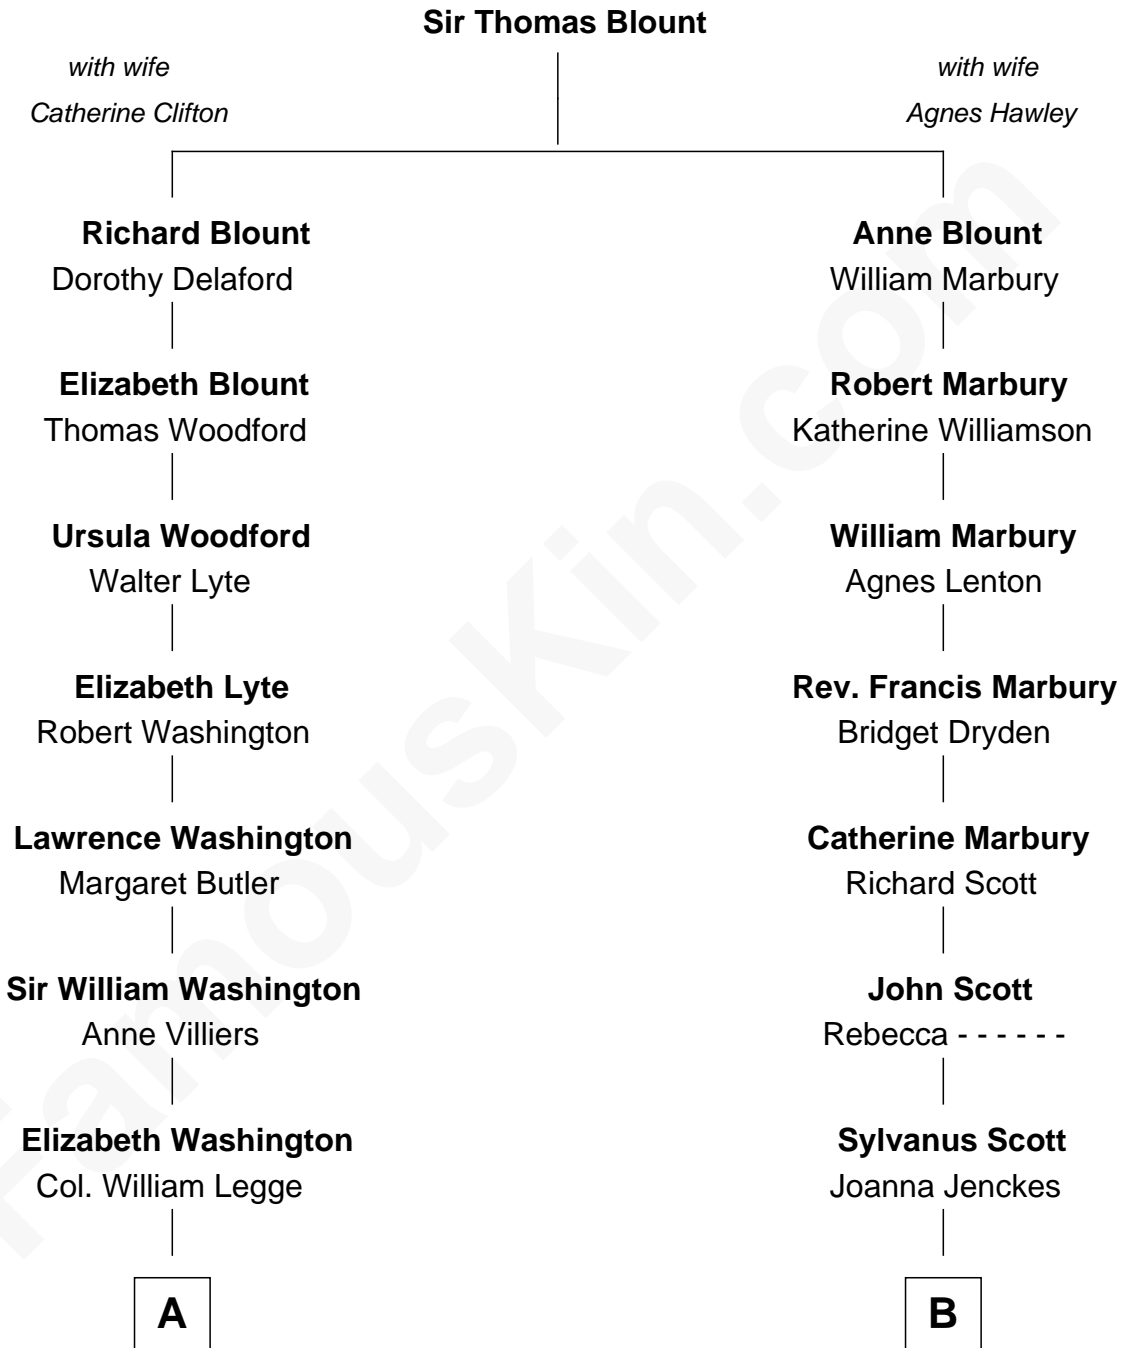 Sir Thomas Blount
with wife
Catherine Clifton
with wife
Agnes Hawley
Richard Blount
Dorothy Delaford
Anne Blount
William Marbury
Elizabeth Blount
Thomas Woodford
Robert Marbury
Katherine Williamson
Ursula Woodford
Walter Lyte
William Marbury
Agnes Lenton
Elizabeth Lyte
Robert Washington
Rev. Francis Marbury
Bridget Dryden
Lawrence Washington
Margaret Butler
Catherine Marbury
Richard Scott
Sir William Washington
Anne Villiers
John Scott
Rebecca - - - - - -
Elizabeth Washington
Col. William Legge
Sylvanus Scott
Joanna Jenckes
A
B
FamousKin.com